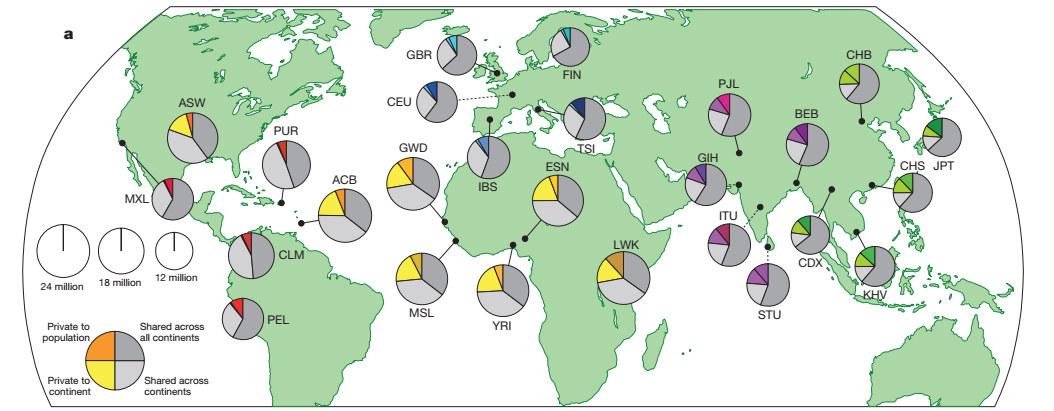 a
GBR
FIN
CHB
CEU
PJL
ASW
BEB
PUR
TSI
GWD
ESN
CHS
JPT
ACB
IBS
GIH
MXL
ITU
LWK
CLM
CDX
24 million
18 million
12 million
KHV
MSL
STU
PEL
YRI
Private to
population
Shared across
all continents
Private to
continent
Shared across
continents